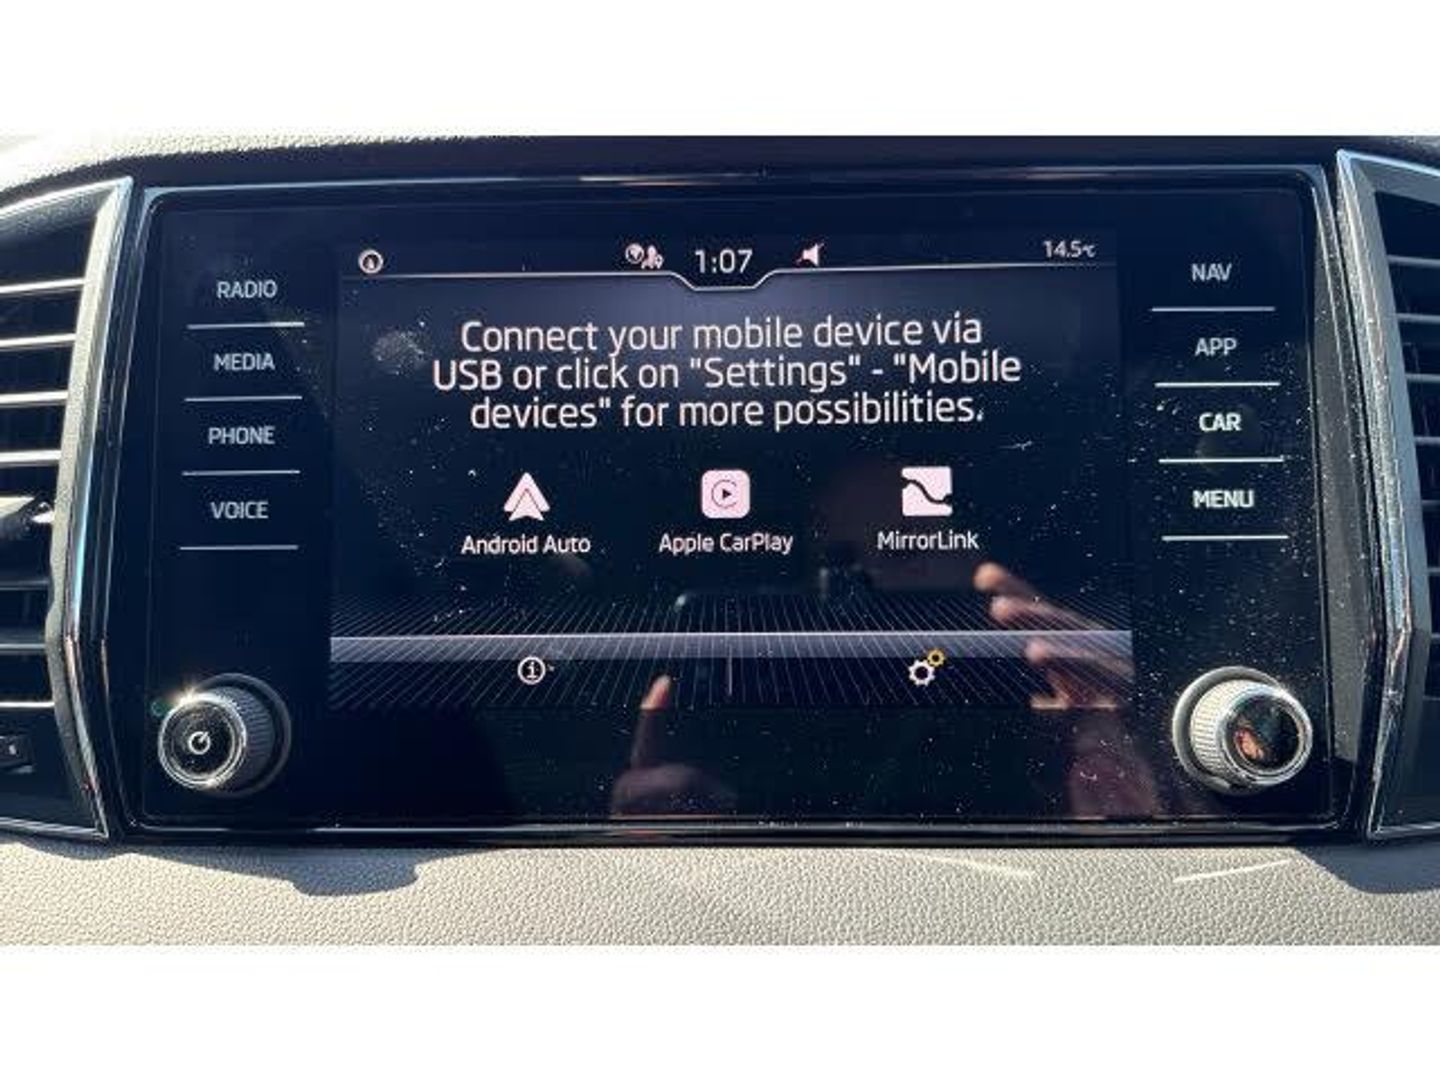 1:07
14.5°C
RADIO
MEDIA
PHONE
VOICE
Connect your mobile device via
USB or click on "Settings" - "Mobile
devices" for more possibilities.
Android Auto
Apple CarPlay
MirrorLink
NAV
APP
CAR
MENU